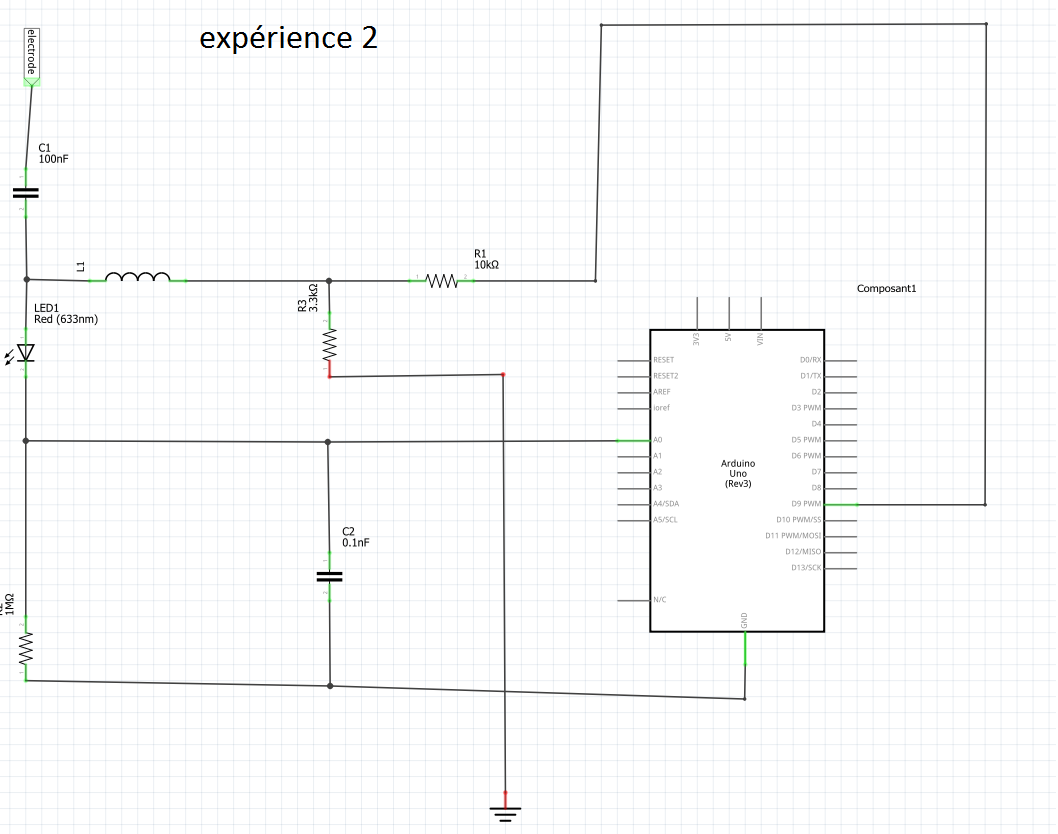 expérience 2
electrode
C1
100nF
L1
R1
10kΩ
R3
3.3kΩ
LED1
Red (633nm)
Composant1
3V3
5V
VIN
RESET
RESET2
AREF
ioref
A0
A1
A2
A3
A4/SDA
A5/SCL
N/C
D0/RX
D1/TX
D2
D3 PWM
D4
D5 PWM
D6 PWM
D7
D8
D9 PWM
D10 PWM/SS
D11 PWM/MOSI
D12/MISO
D13/SCK
GND
Arduino
Uno
(Rev3)
C2
0.1nF
1MΩ